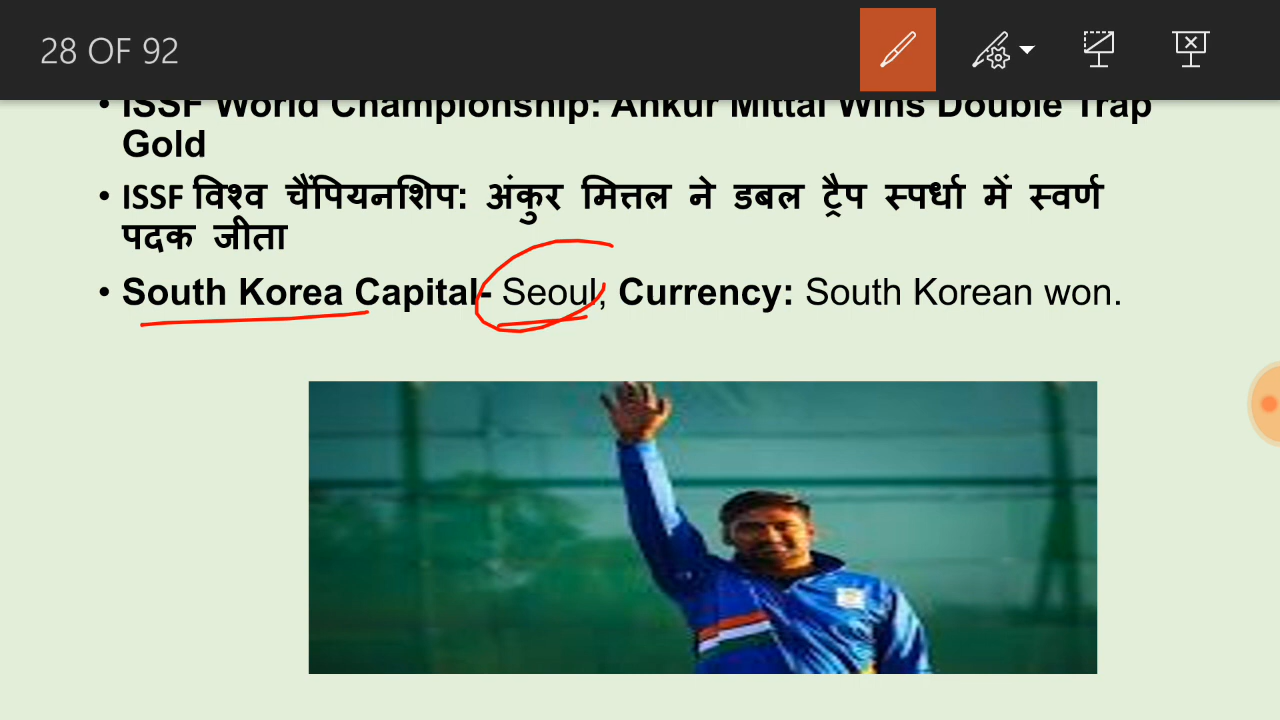 28 OF 92
• ISSF World Championship: Ankur Mittal Wins Double Trap
Gold
• ISSF विश्व चैंपियनशिप: अंकुर मित्तल ने डबल ट्रैप स्पर्धा में स्वर्ण
पदक जीता
• South Korea Capital- Seoul, Currency: South Korean won.